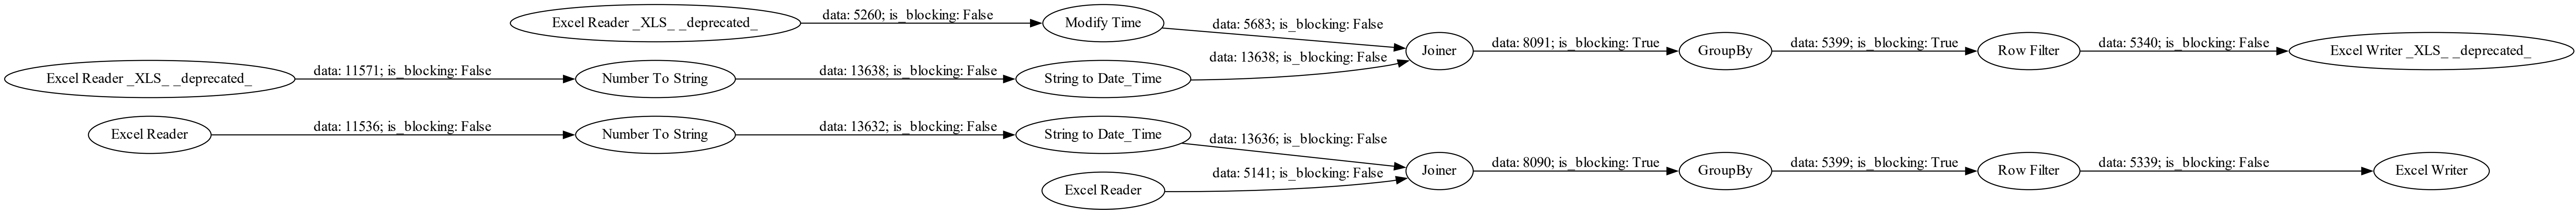 Excel Reader _XLS_ _deprecated_
data: 5260; is_blocking: False
Modify Time
data: 5683; is_blocking: False
Excel Reader _XLS_ _deprecated_
data: 11571; is_blocking: False
Number To String
data: 13638; is_blocking: False
String to Date_Time
data: 13638; is_blocking: False
Joiner
data: 8091; is_blocking: True
GroupBy
data: 5399; is_blocking: True
Row Filter
data: 5340; is_blocking: False
Excel Writer _XLS_ _deprecated_
Excel Reader
data: 11536; is_blocking: False
Number To String
data: 13632; is_blocking: False
String to Date_Time
data: 13636; is_blocking: False
Excel Reader
data: 5141; is_blocking: False
Joiner
data: 8090; is_blocking: True
GroupBy
data: 5399; is_blocking: True
Row Filter
data: 5339; is_blocking: False
Excel Writer